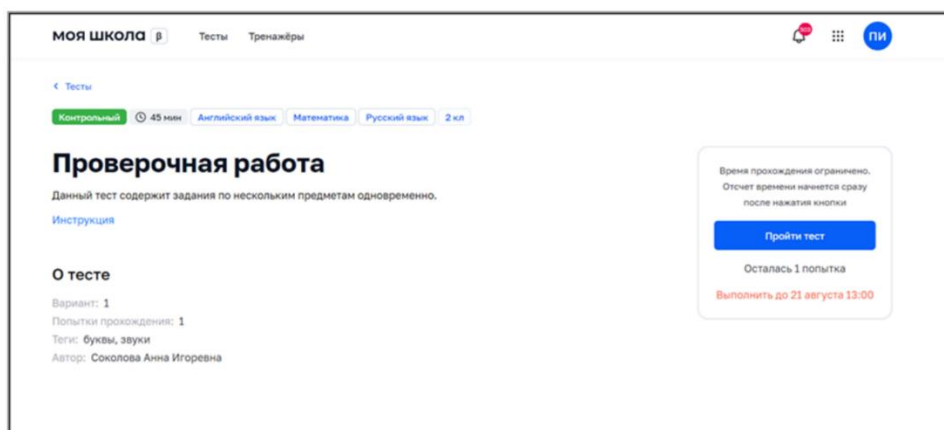 моя школа β Тесты Тренажёры ПИ
< Тесты
Контрольный 45 мин Английский язык Математика Русский язык 2 кл
Проверочная работа
Данный тест содержит задания по нескольким предметам одновременно.
Инструкция
О тесте
Вариант: 1
Попытки прохождения: 1
Теги: буквы, звуки
Автор: Соколова Анна Игоревна
Время прохождения ограничено.
Отсчет времени начнется сразу
после нажатия кнопки
Пройти тест
Осталась 1 попытка
Выполнить до 21 августа 13:00